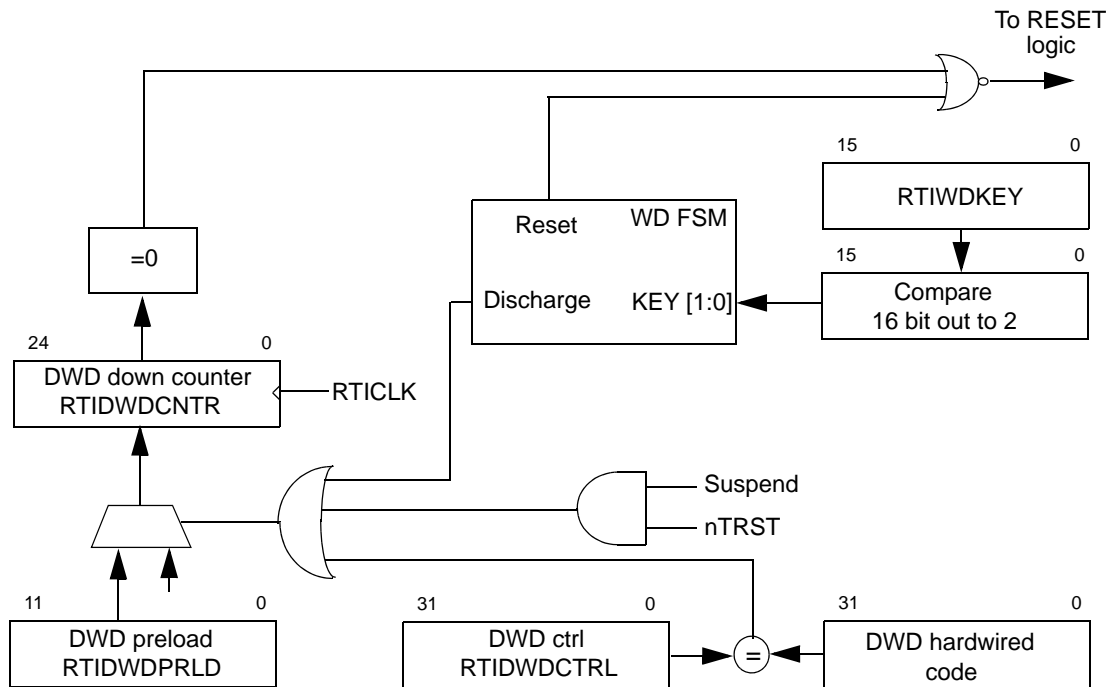 To RESET
logic
15 0
RTIWDKEY
Reset WD FSM
=0
15 0
Discharge KEY [1:0]
Compare
16 bit out to 2
24 0
DWD down counter
RTIDWDCNTR
RTICLK
Suspend
nTRST
11 0
DWD preload
RTIDWDPRLD
31 0
DWD ctrl
RTIDWDCTRL
=
31 0
DWD hardwired
code